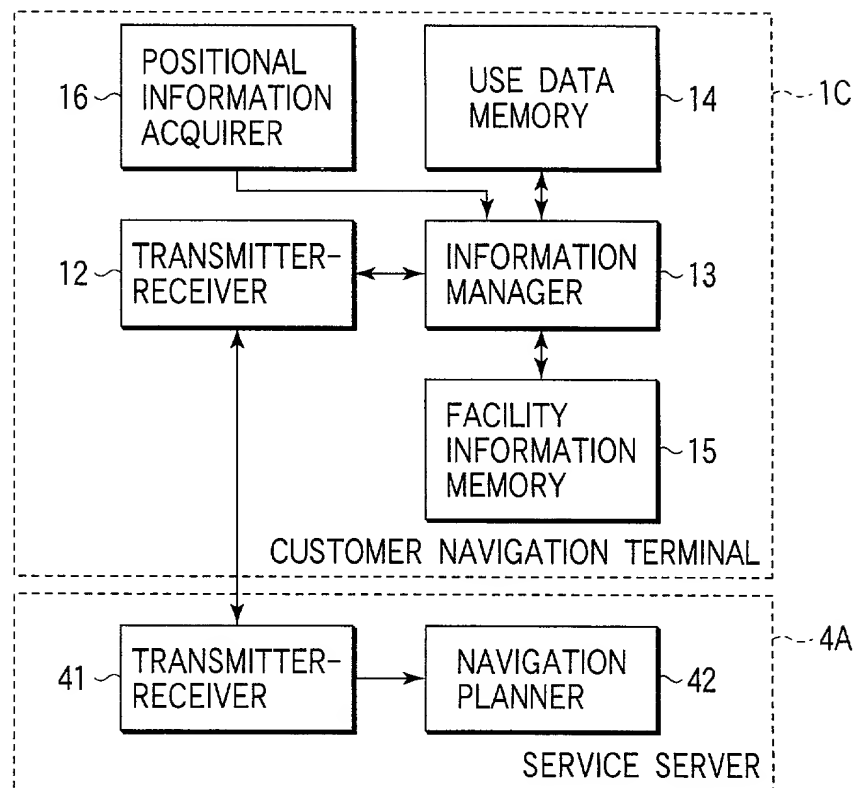 POSITIONAL
INFORMATION
ACQUIRER
16
USE DATA
MEMORY
14
1C
TRANSMITTER-
RECEIVER
12
INFORMATION
MANAGER
13
FACILITY
INFORMATION
MEMORY
15
CUSTOMER NAVIGATION TERMINAL
TRANSMITTER-
RECEIVER
41
NAVIGATION
PLANNER
42
4A
SERVICE SERVER